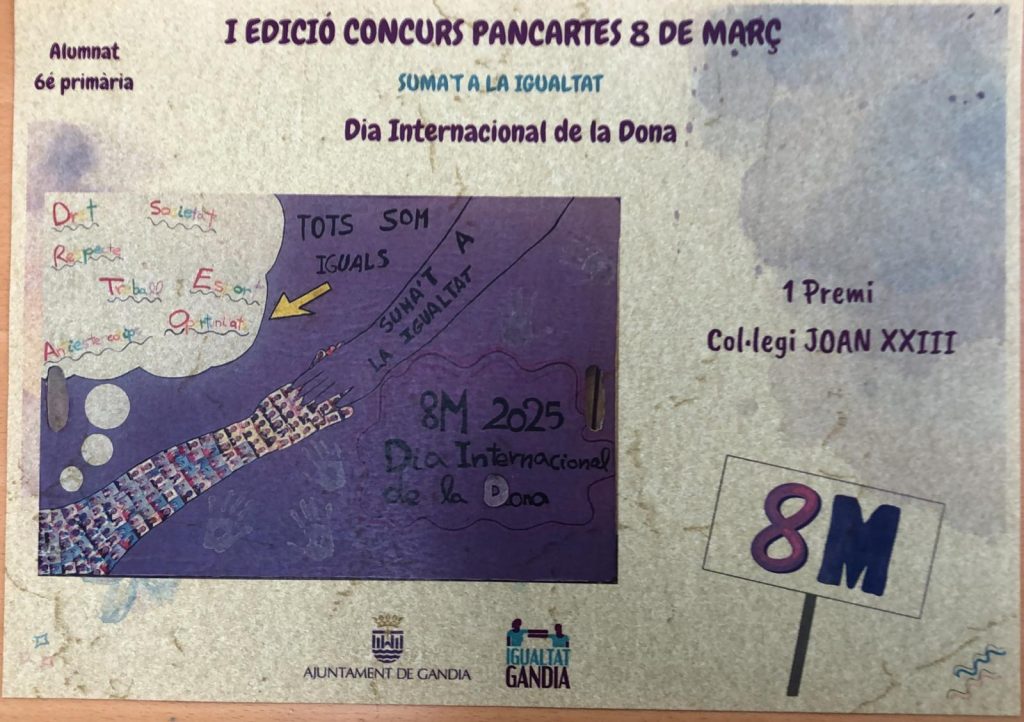 I EDICIÓ CONCURS PANCARTES 8 DE MARÇ
Alumnat
6é primària
SUMA'T A LA IGUALTAT
Dia Internacional de la Dona
Dret Societat
Respecte
Treball Esport
Oportunitats
TOTS SOM
IGUALS
SUMA'T A
LA IGUALTAT
8M 2025
Dia Internacional
de la Dona
1 Premi
Col·legi JOAN XXIII
8M
AJUNTAMENT DE GANDIA
IGUALTAT
GANDIA